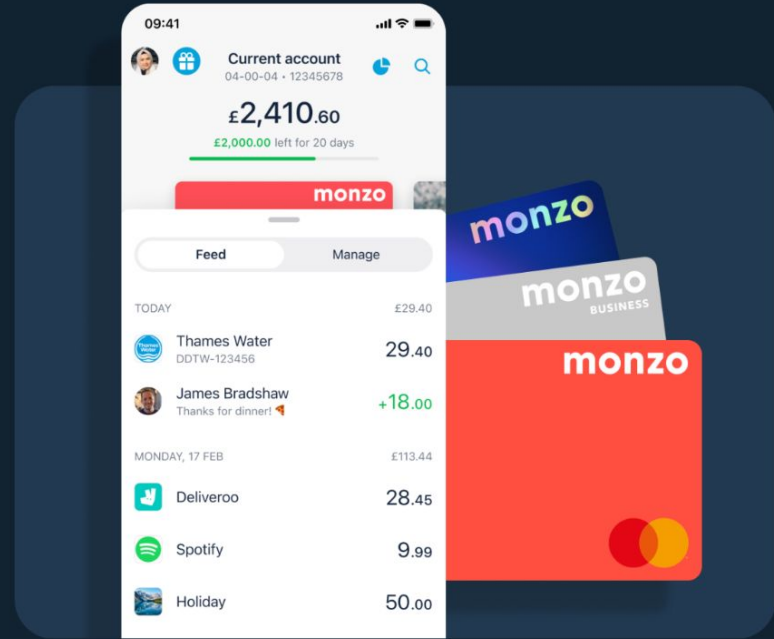 09:41
Current account
04-00-04 • 12345678
£2,410.60
£2,000.00 left for 20 days
monzo
Feed Manage
TODAY £29.40
Thames Water
DDTW-123456
29.40
James Bradshaw
Thanks for dinner! 🍕
+18.00
MONDAY, 17 FEB £113.44
Deliveroo 28.45
Spotify 9.99
Holiday 50.00
monzo
monzo
BUSINESS
monzo